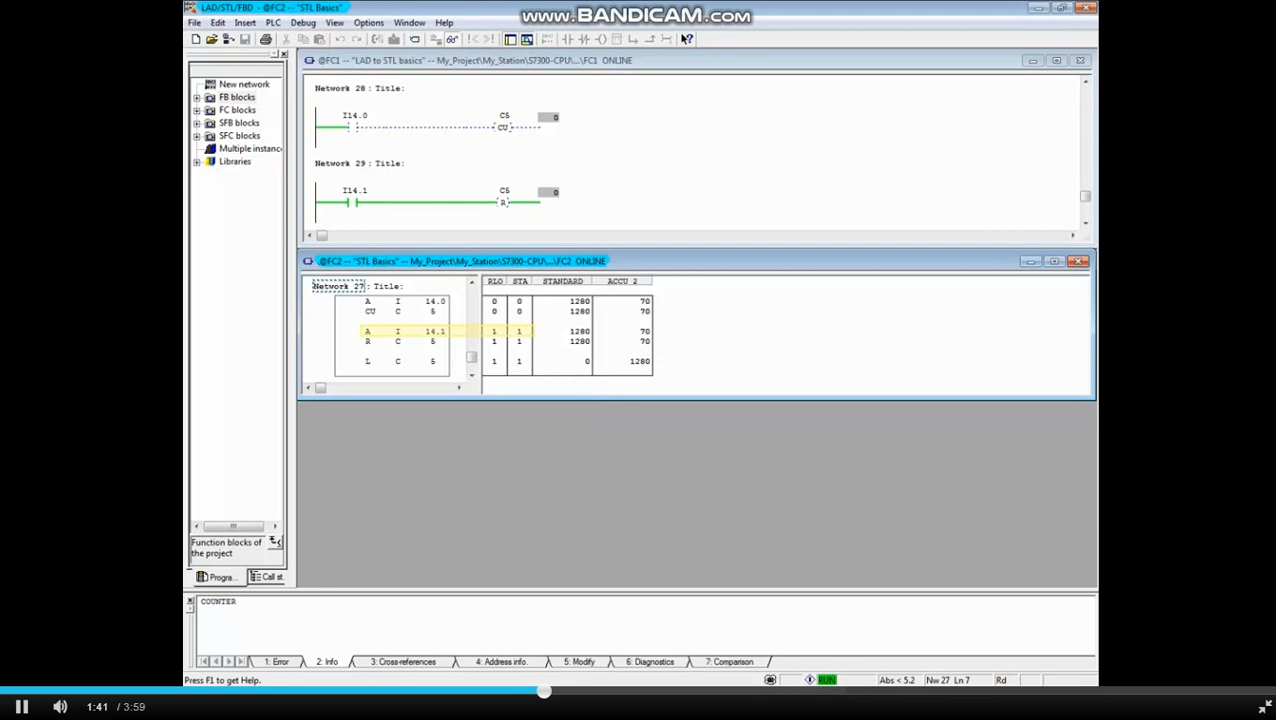 LAD/STL/FBD - @FC2 -- "STL Basics"
www.BANDICAM.com
File Edit Insert PLC Debug View Options Window Help
New network
FB blocks
FC blocks
SFB blocks
SFC blocks
Multiple instanc
Libraries
Function blocks of
the project
Progra... Call st.
@FC1 -- "LAD to STL basics" -- My_Project\My_Station\S7300-CPU\...\FC1 ONLINE
Network 28 : Title:
I14.0 C5 0
CU
Network 29 : Title:
I14.1 C5 0
R
@FC2 -- "STL Basics" -- My_Project\My_Station\S7300-CPU\...\FC2 ONLINE
Network 27 : Title: RLO STA STANDARD ACCU 2
A I 14.0 0 0 1280 70
CU C 5 0 0 1280 70
A I 14.1 1 1 1280 70
R C 5 1 1 1280 70
L C 5 1 1 0 1280
COUNTER
1: Error 2: Info 3: Cross-references 4: Address info. 5: Modify 6: Diagnostics 7: Comparison
Press F1 to get Help. RUN Abs < 5.2 Nw 27 Ln 7 Rd
1:41 / 3:59